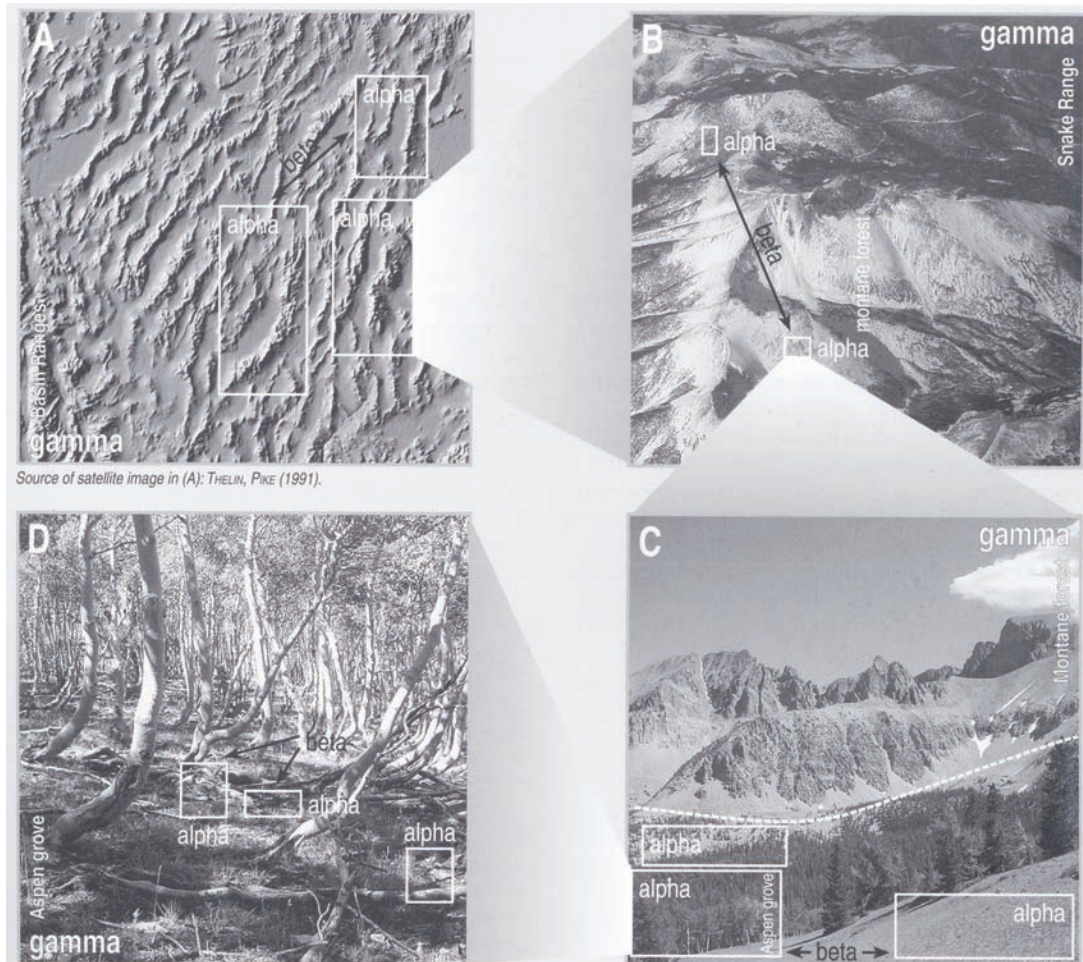 A
alpha
beta
alpha
alpha
Basin Ranges
gamma
Source of satellite image in (A): THELIN, PIKE (1991).
B
gamma
Snake Range
alpha
beta
montane forest
alpha
D
beta
alpha
alpha
alpha
Aspen grove
gamma
C
gamma
Montane forest
alpha
alpha
Aspen grove
alpha
beta